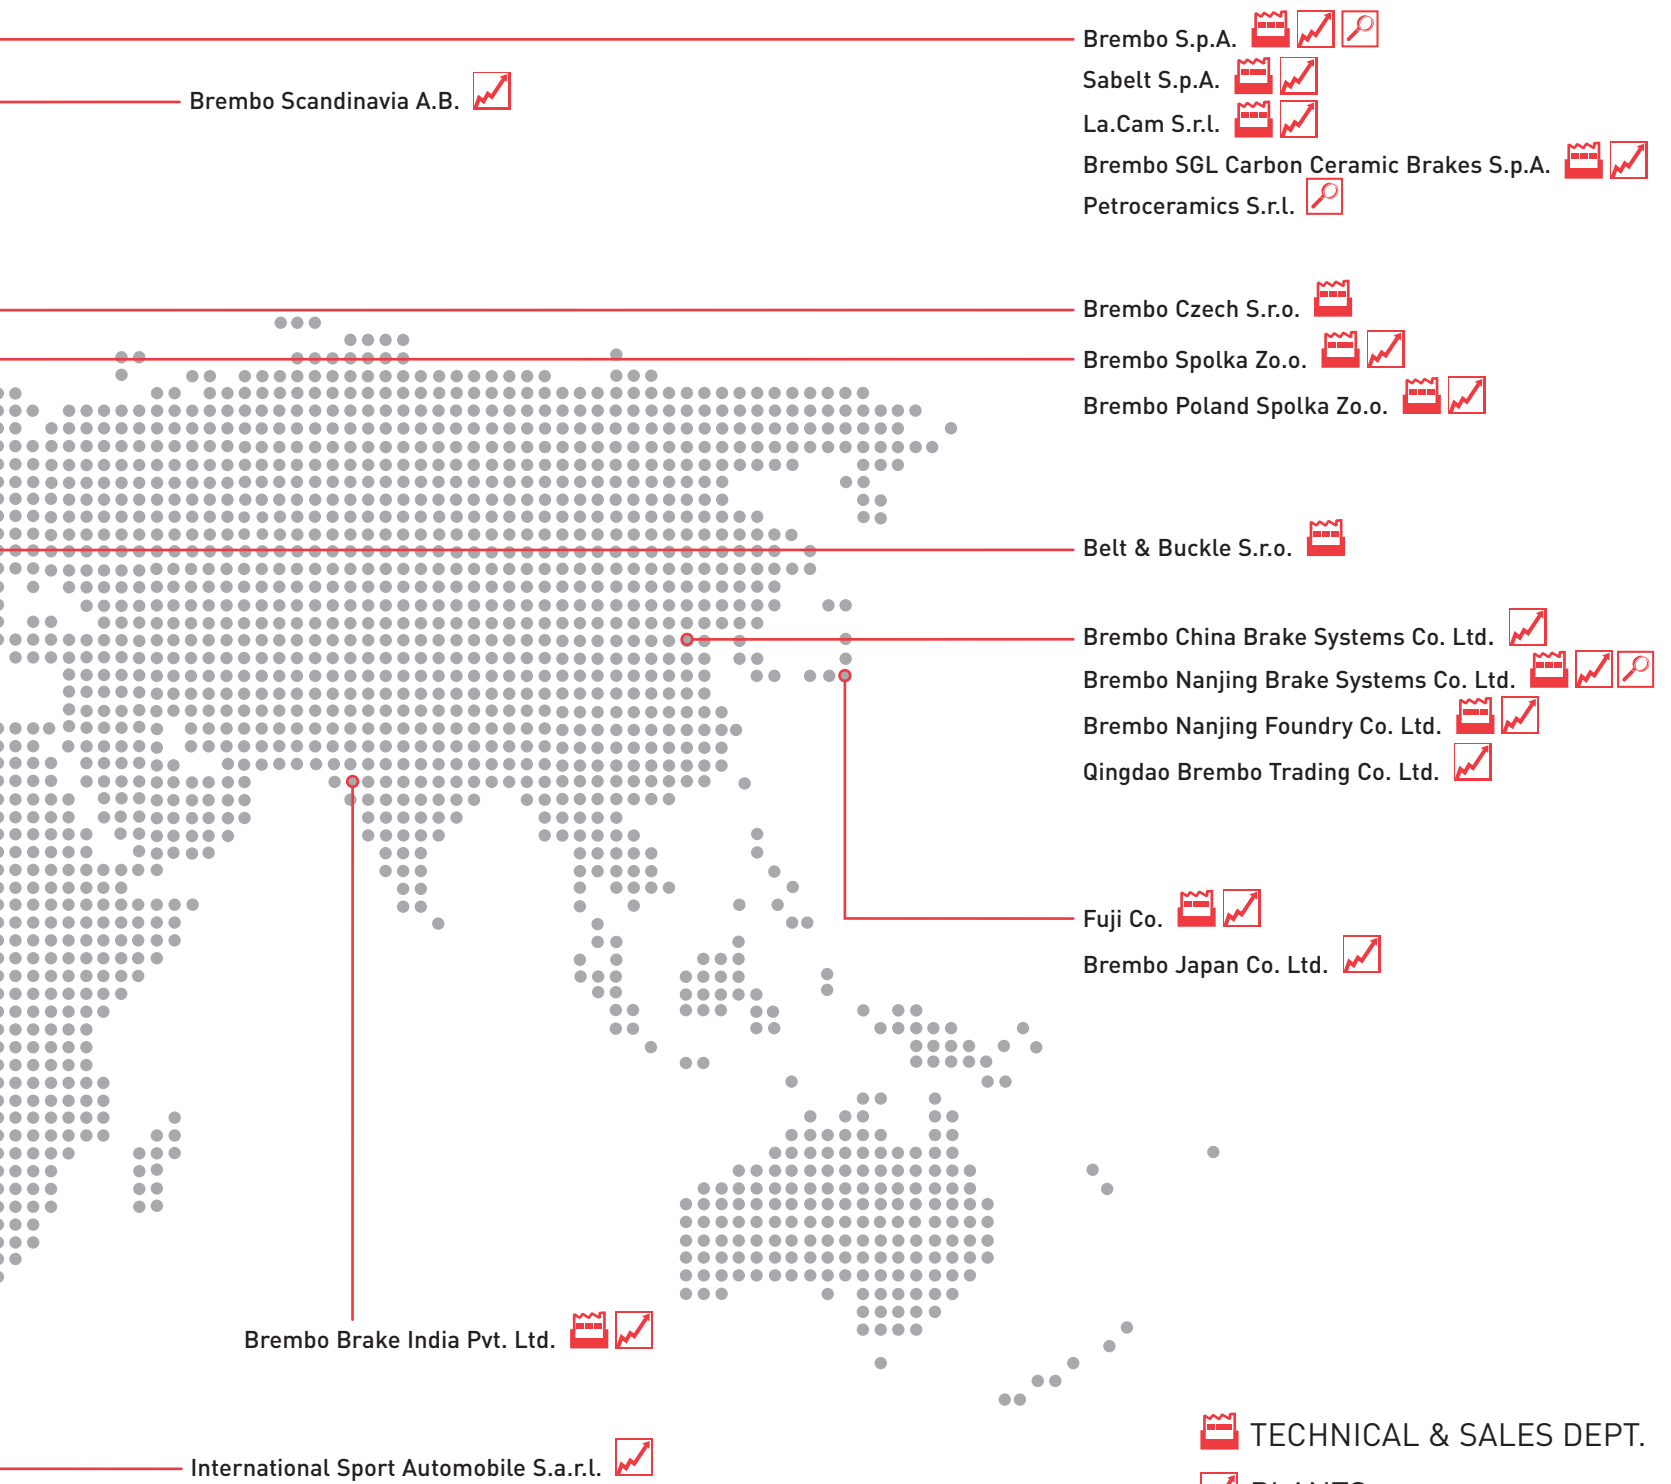 Brembo S.p.A.
Sabelt S.p.A.
Brembo Scandinavia A.B.
La.Cam S.r.l.
Brembo SGL Carbon Ceramic Brakes S.p.A.
Petroceramics S.r.l.
Brembo Czech S.r.o.
Brembo Spolka Zo.o.
Brembo Poland Spolka Zo.o.
Belt & Buckle S.r.o.
Brembo China Brake Systems Co. Ltd.
Brembo Nanjing Brake Systems Co. Ltd.
Brembo Nanjing Foundry Co. Ltd.
Qingdao Brembo Trading Co. Ltd.
Fuji Co.
Brembo Japan Co. Ltd.
Brembo Brake India Pvt. Ltd.
TECHNICAL & SALES DEPT.
International Sport Automobile S.a.r.l.
PLANTS